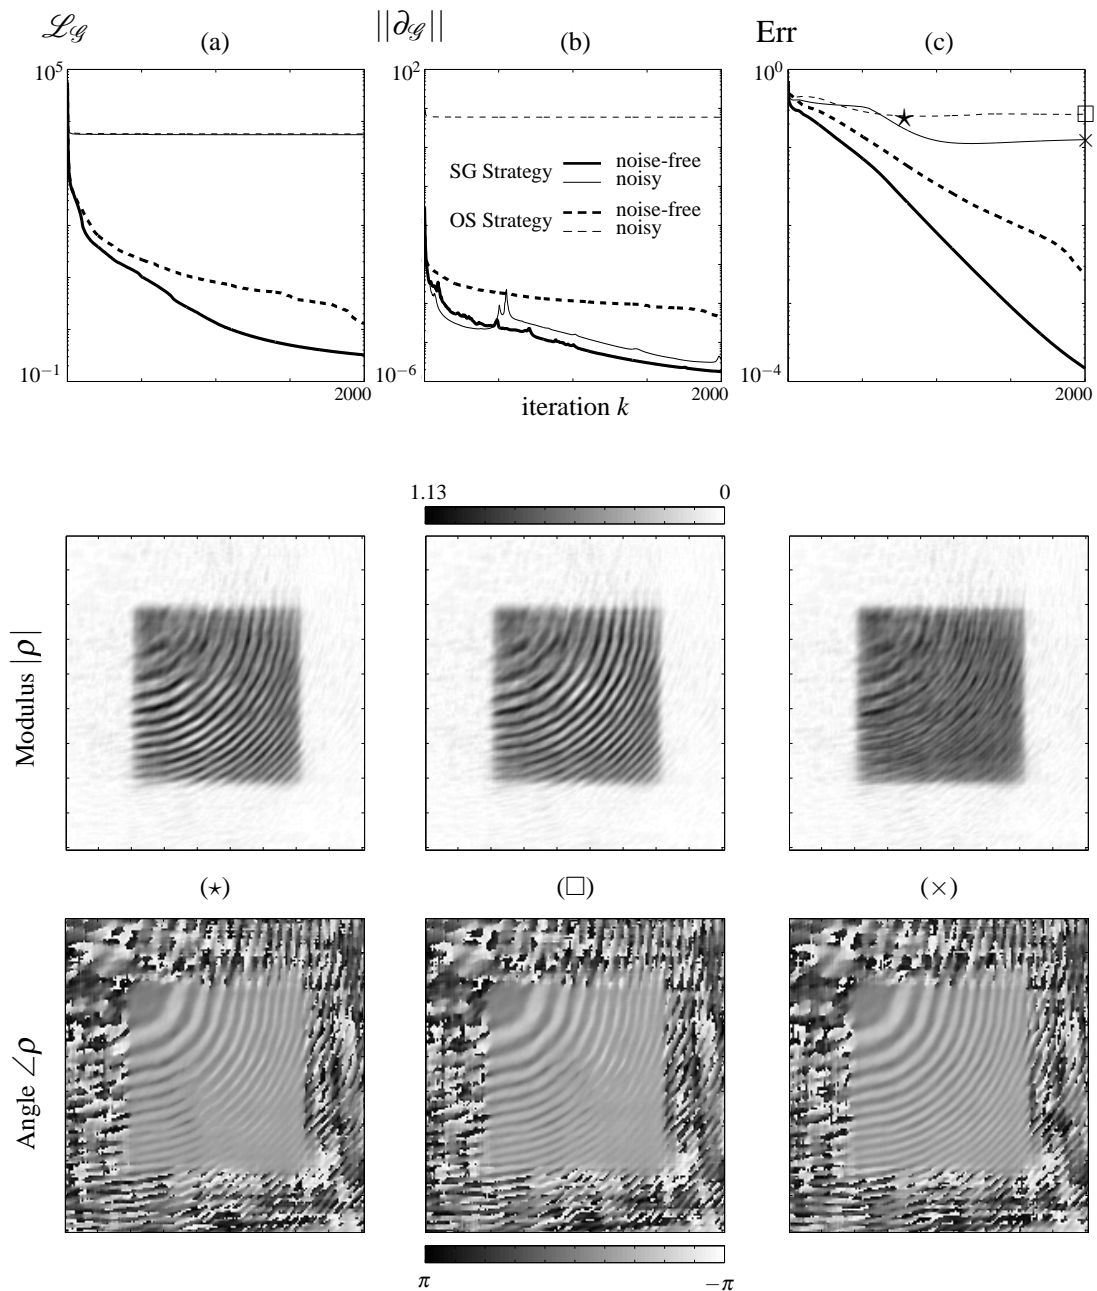 ℒ𝒢 ||∂𝒢|| Err
(a) (b) (c)
10^5 10^2 10^0
SG Strategy noise-free
noisy
OS Strategy noise-free
noisy
10^−1 10^−6 10^−4
2000 2000 2000
iteration k
1.13 0
Modulus |ρ|
(⋆) (□) (×)
Angle ∠ρ
π −π